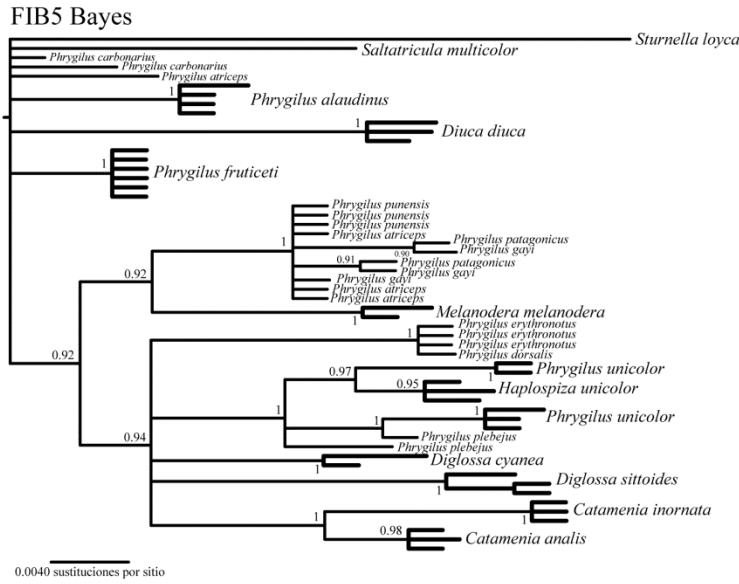 FIB5 Bayes
Sturnella loyca
Saltatricula multicolor
Phrygilus carbonarius
Phrygilus carbonarius
Phrygilus atriceps
1
Phrygilus alaudinus
1
Diuca diuca
1
Phrygilus fruticeti
Phrygilus punensis
Phrygilus punensis
Phrygilus punensis
Phrygilus atriceps
1
Phrygilus patagonicus
0.90
Phrygilus gayi
0.91
Phrygilus patagonicus
Phrygilus gayi
0.92
Phrygilus gayi
Phrygilus atriceps
Phrygilus atriceps
Melanodera melanodera
1
Phrygilus erythronotus
1
Phrygilus erythronotus
Phrygilus erythronotus
Phrygilus dorsalis
0.92
0.97
Phrygilus unicolor
1
0.95
Haplospiza unicolor
1
1
1
Phrygilus unicolor
Phrygilus plebejus
0.94
Phrygilus plebejus
Diglossa cyanea
1
Diglossa sittoides
1
Catamenia inornata
1
1
0.98
Catamenia analis
0.0040 sustituciones por sitio